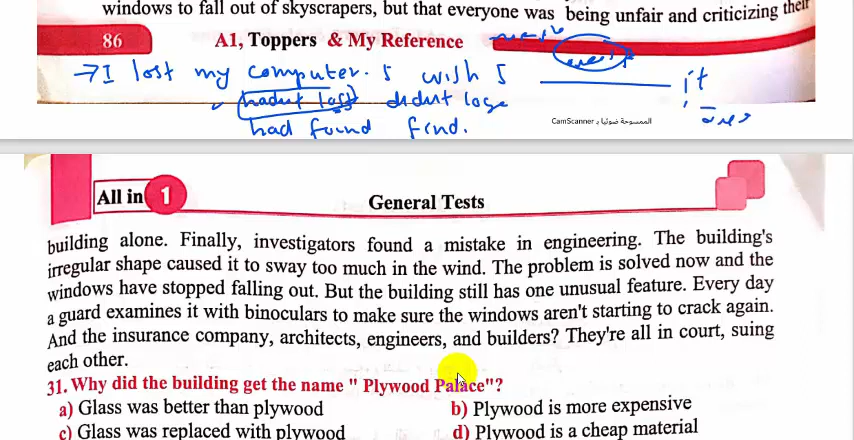 windows to fall out of skyscrapers, but that everyone was being unfair and criticizing their
86
A1, Toppers & My Reference
→ I lost my computer. I wish I ______ it
hadn't lost didn't lose
had found find.
المسوحة ضوئيا بـ CamScanner
All in 1
General Tests
building alone. Finally, investigators found a mistake in engineering. The building's
irregular shape caused it to sway too much in the wind. The problem is solved now and the
windows have stopped falling out. But the building still has one unusual feature. Every day
a guard examines it with binoculars to make sure the windows aren't starting to crack again.
And the insurance company, architects, engineers, and builders? They're all in court, suing
each other.
31. Why did the building get the name " Plywood Palace"?
a) Glass was better than plywood
b) Plywood is more expensive
c) Glass was replaced with plywood
d) Plywood is a cheap material